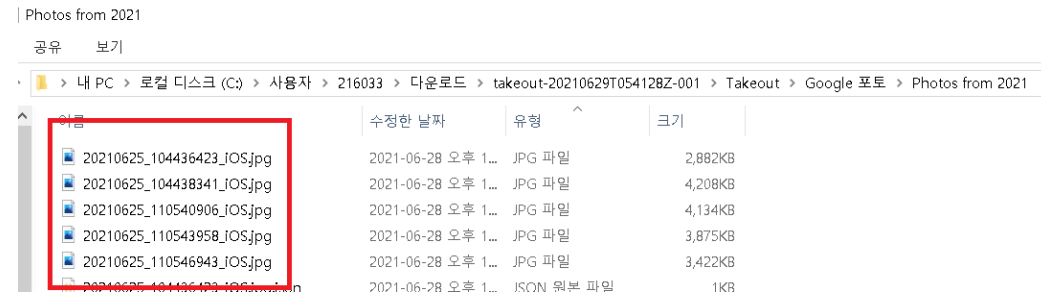 Photos from 2021
공유 보기
내 PC > 로컬 디스크 (C:) > 사용자 > 216033 > 다운로드 > takeout-20210629T054128Z-001 > Takeout > Google 포토 > Photos from 2021
이름 수정한 날짜 유형 크기
20210625_104436423_iOS.jpg 2021-06-28 오후 1... JPG 파일 2,882KB
20210625_104438341_iOS.jpg 2021-06-28 오후 1... JPG 파일 4,208KB
20210625_110540906_iOS.jpg 2021-06-28 오후 1... JPG 파일 4,134KB
20210625_110543958_iOS.jpg 2021-06-28 오후 1... JPG 파일 3,875KB
20210625_110546943_iOS.jpg 2021-06-28 오후 1... JPG 파일 3,422KB
2021-06-28 오후 1... JSON 원본 파일 1KB